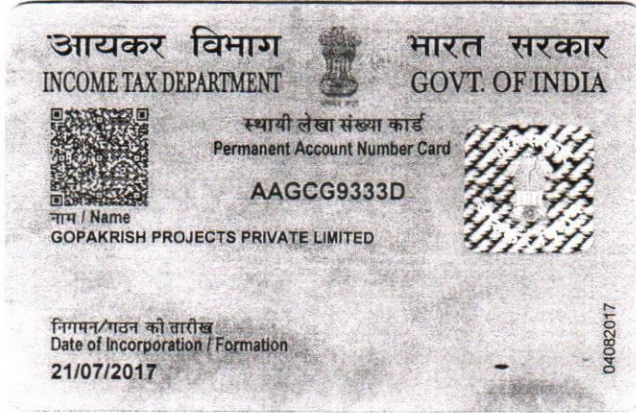 आयकर विभाग
INCOME TAX DEPARTMENT
भारत सरकार
GOVT. OF INDIA
स्थायी लेखा संख्या कार्ड
Permanent Account Number Card
AAGCG9333D
नाम / Name
GOPAKRISH PROJECTS PRIVATE LIMITED
निगमन/गठन की तारीख
Date of Incorporation / Formation
21/07/2017
04082017